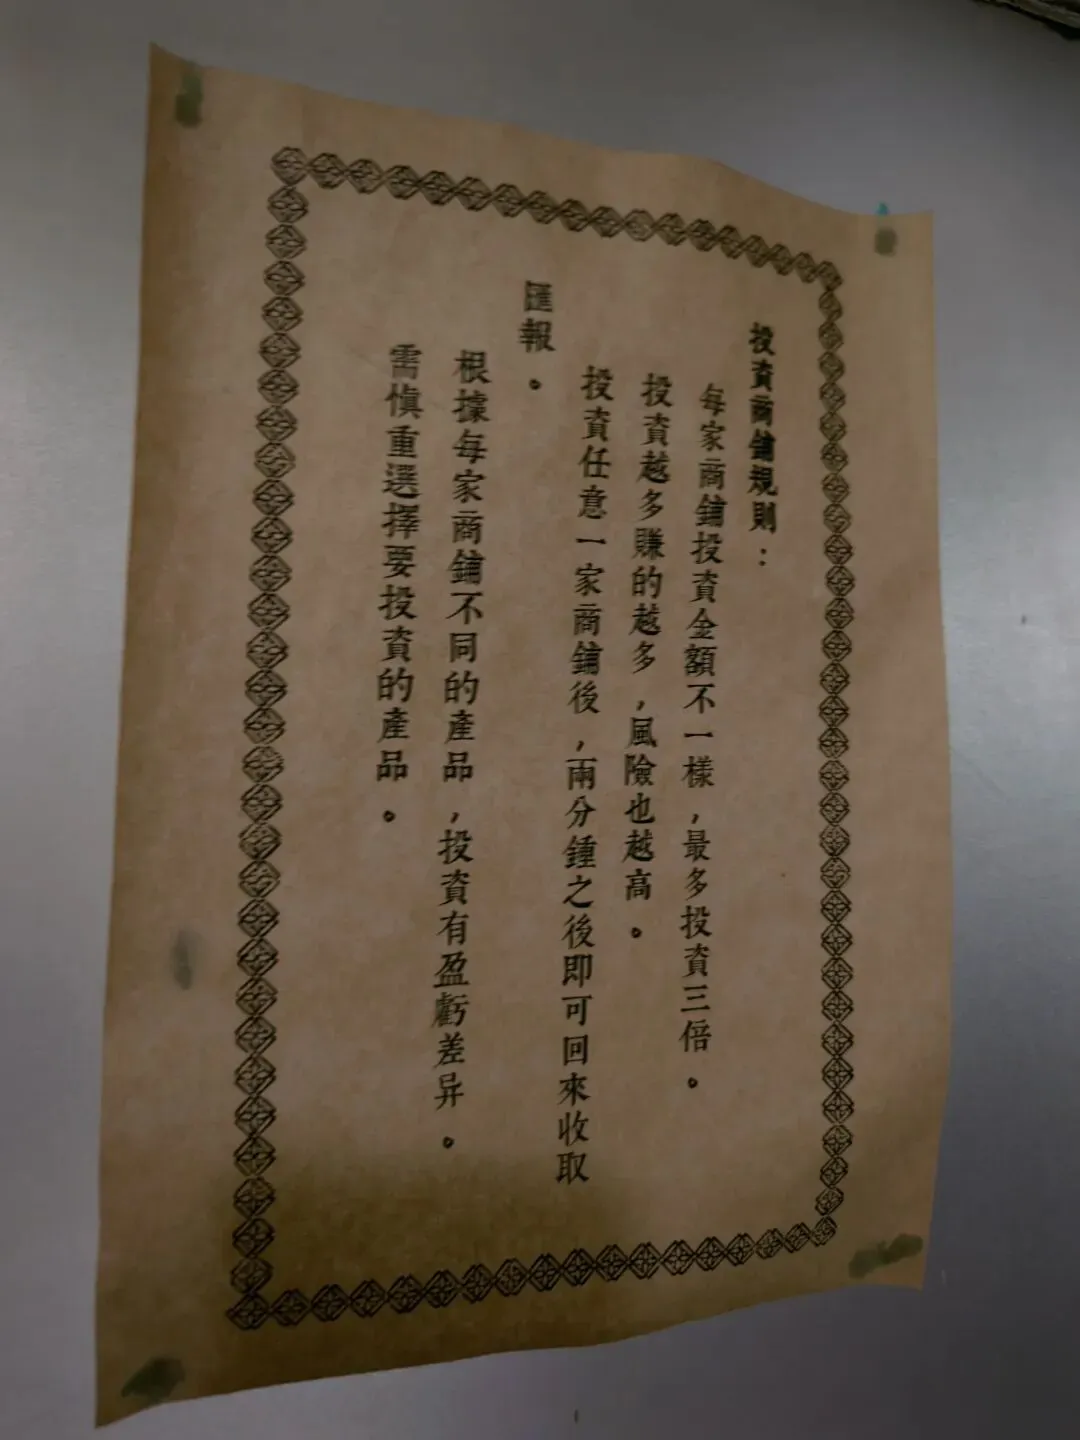 投資商鋪規則：
每家商鋪投資金額不一樣，最多投資三倍。
投資越多賺的越多，風險也越高。
投資任意一家商鋪後，兩分鍾之後即可回來收取
匯報。
根據每家商鋪不同的產品，投資有盈虧差异。
需慎重選擇要投資的產品。